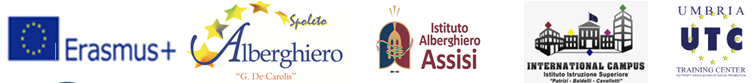 Erasmus+
Spoleto
Alberghiero
"G. De Carolis"
Istituto
Alberghiero
Assisi
INTERNATIONAL CAMPUS
Istituto Istruzione Superiore
"Patrizi - Baldelli - Cavallotti"
UMBRIA
UTC
TRAINING CENTER